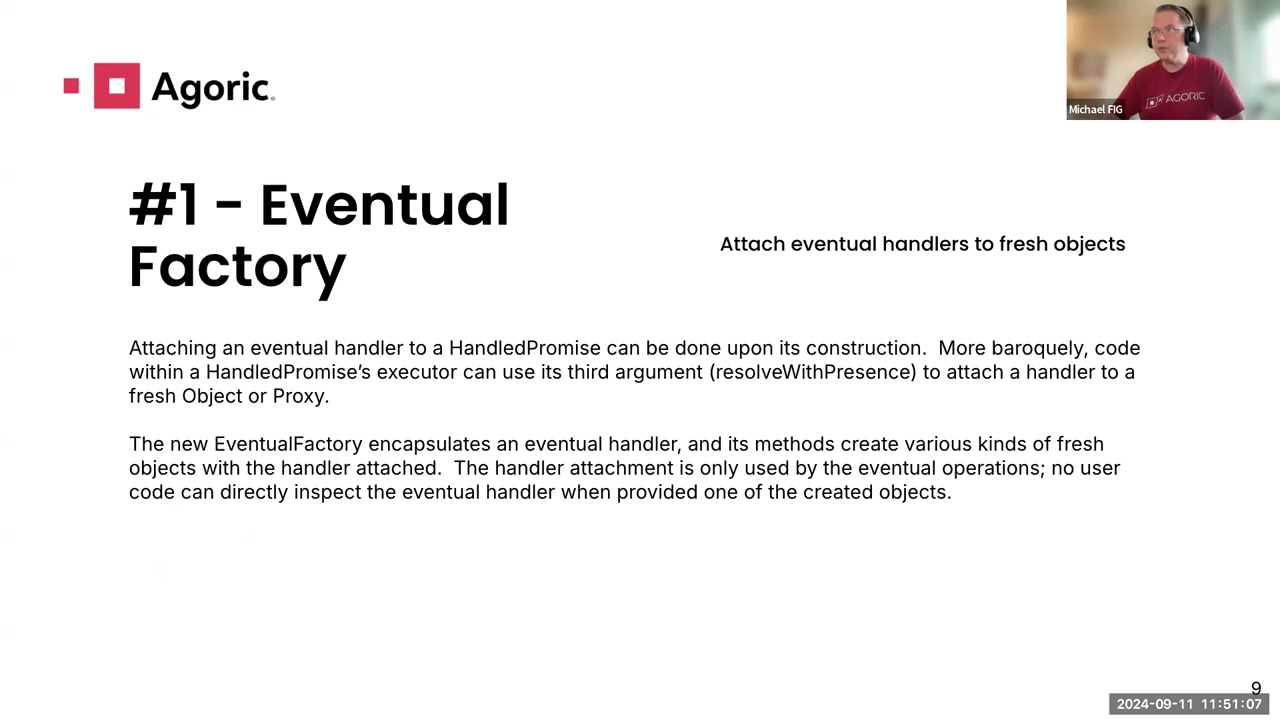 Agoric
Michael FIG
AGORIC
#1 - Eventual
Factory
Attach eventual handlers to fresh objects
Attaching an eventual handler to a HandledPromise can be done upon its construction.  More baroquely, code
within a HandledPromise’s executor can use its third argument (resolveWithPresence) to attach a handler to a
fresh Object or Proxy.
The new EventualFactory encapsulates an eventual handler, and its methods create various kinds of fresh
objects with the handler attached.  The handler attachment is only used by the eventual operations; no user
code can directly inspect the eventual handler when provided one of the created objects.
9
2024-09-11 11:51:07